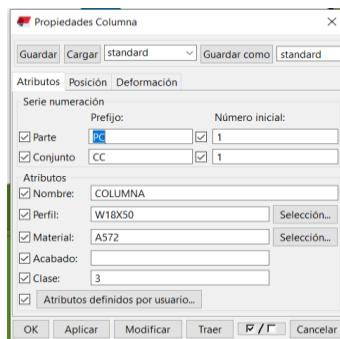 Propiedades Columna
Guardar Cargar standard Guardar como standard
Atributos Posición Deformación
Serie numeración
Prefijo: Número inicial:
Parte PC 1
Conjunto CC 1
Atributos
Nombre: COLUMNA
Perfil: W18X50 Selección...
Material: A572 Selección...
Acabado:
Clase: 3
Atributos definidos por usuario...
OK Aplicar Modificar Traer / Cancelar